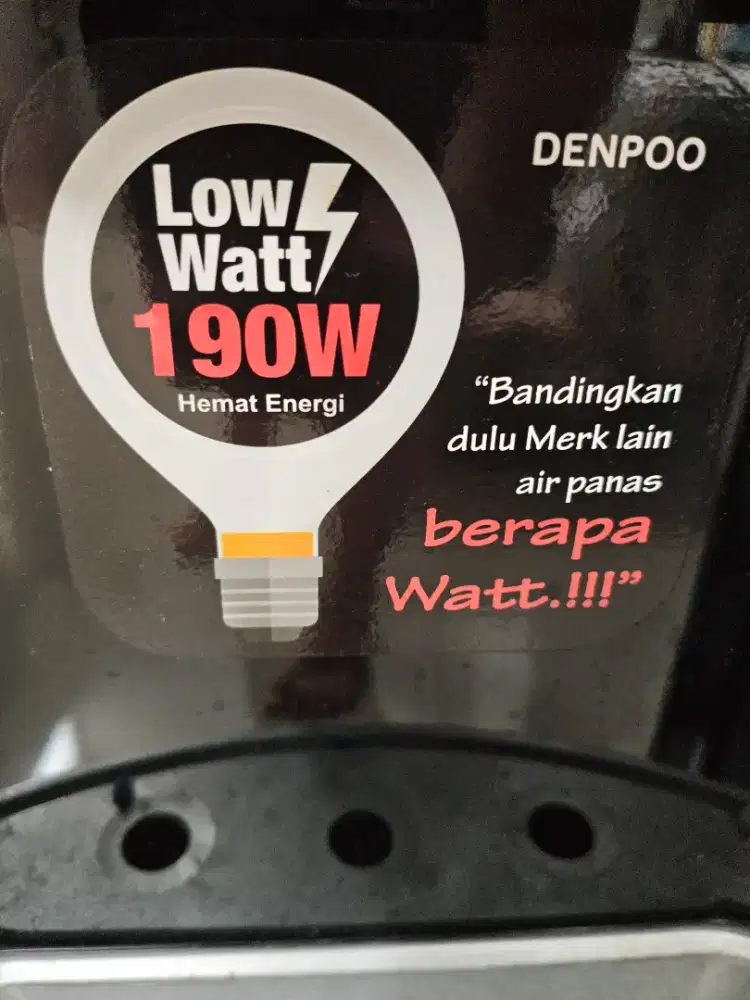 Low
Watt
190W
Hemat Energi
DENPOO
“Bandingkan
dulu Merk lain
air panas
berapa
Watt.!!!”